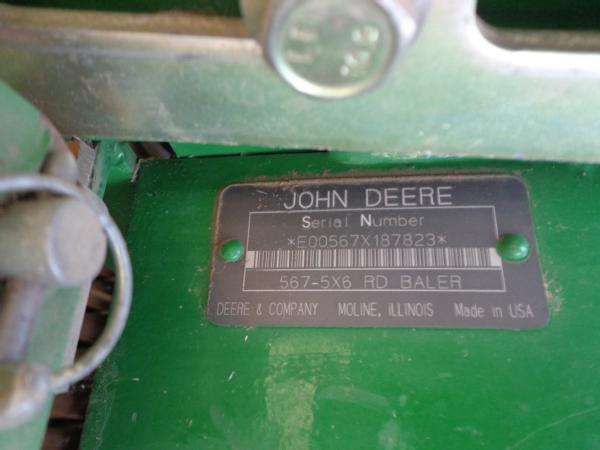 JOHN DEERE
Serial Number
*E00567X187823*
567-5X6 RD BALER
DEERE & COMPANY MOLINE, ILLINOIS Made in USA